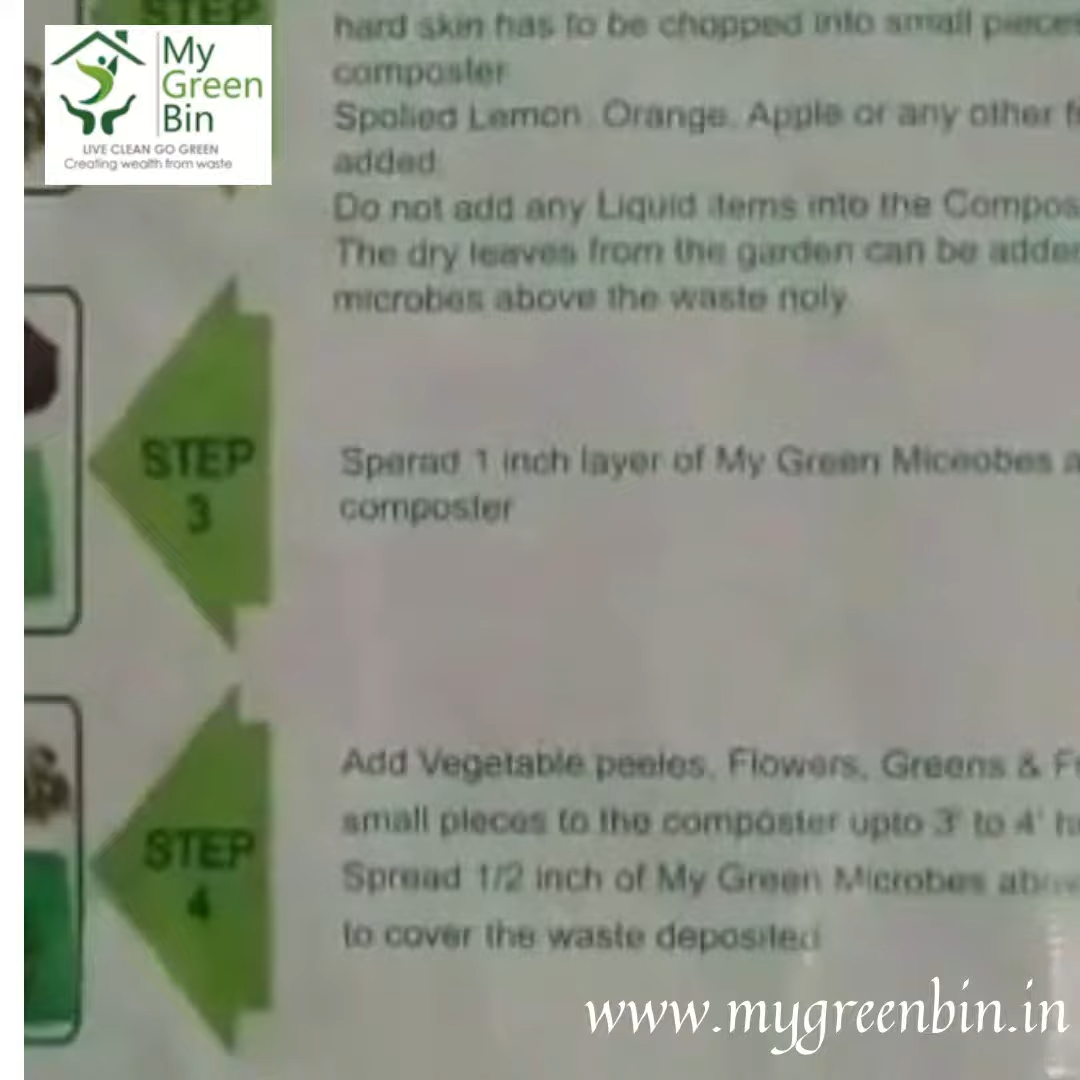 STEP
My
Green
Bin
LIVE CLEAN GO GREEN
Creating wealth from waste
hard skin has to be chopped into small pieces
composter
Spolied Lemon. Orange. Apple or any other
added.
Do not add any Liquid items into the
The dry leaves from the garden can be
microbes above the waste noly
STEP
3
Sperad 1 inch layer of My Green Miceobes
composter
STEP
4
Add Vegetable peeles, Flowers, Greens &
small pieces to the composter upto 3' to 4'
Spread 1/2 inch of My Green Microbes
to cover the waste deposited
www.mygreenbin.in